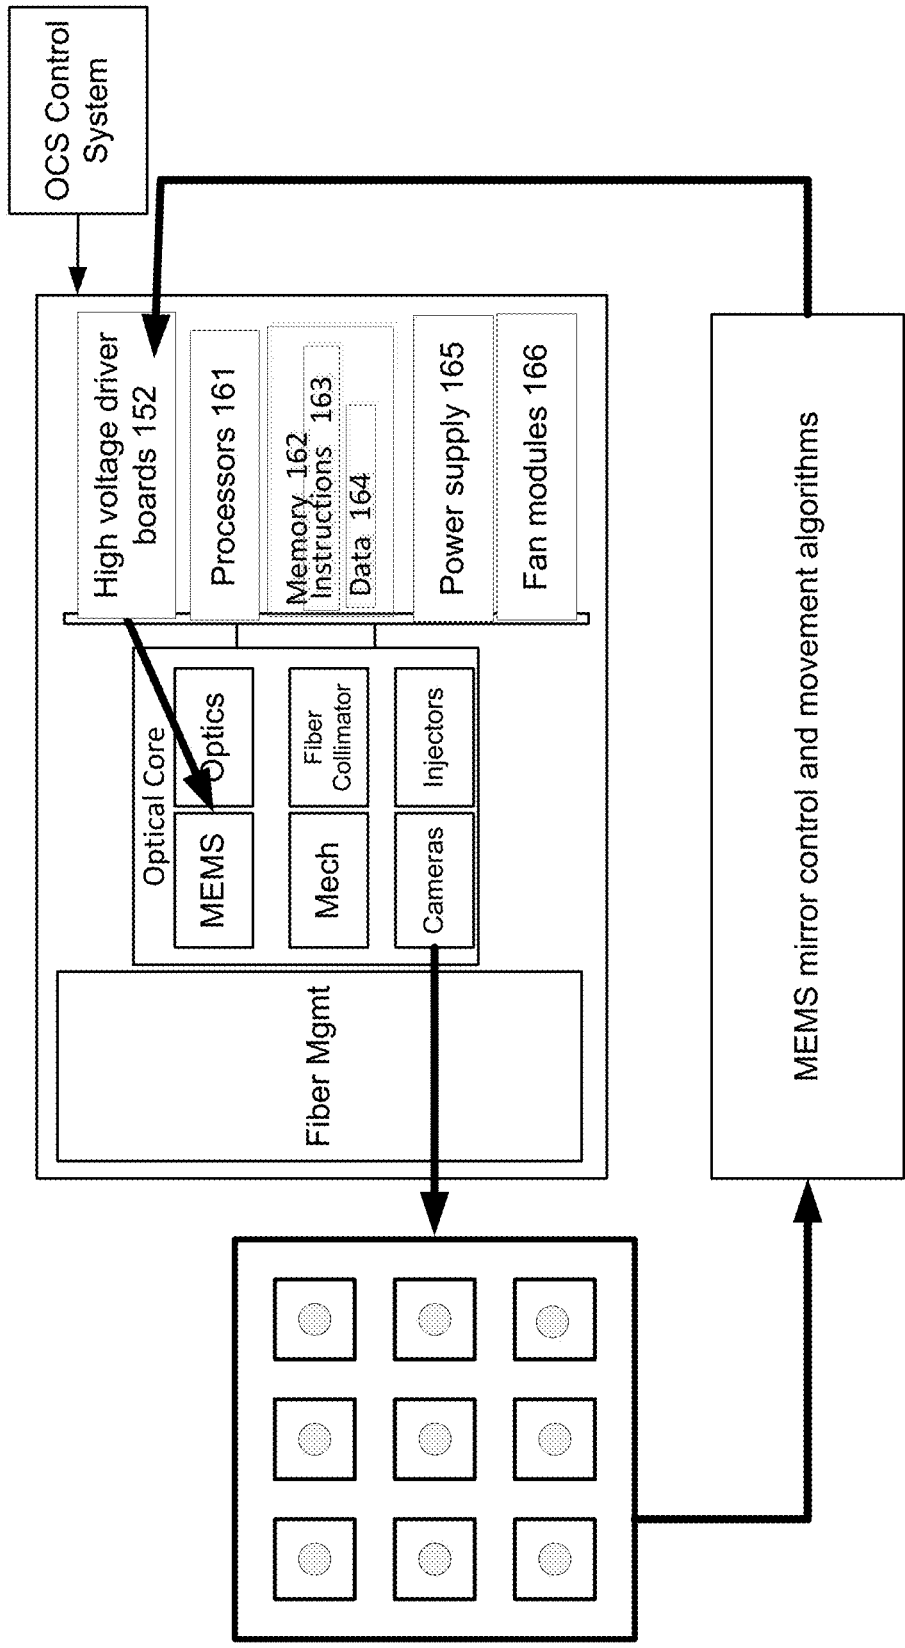 OCS Control
System
High voltage driver
boards 152
Processors 161
Memory 162
Instructions 163
Data 164
Power supply 165
Fan modules 166
Optical Core
Optics
Fiber
Collimator
Injectors
MEMS
Mech
Cameras
Fiber Mgmt
MEMS mirror control and movement algorithms